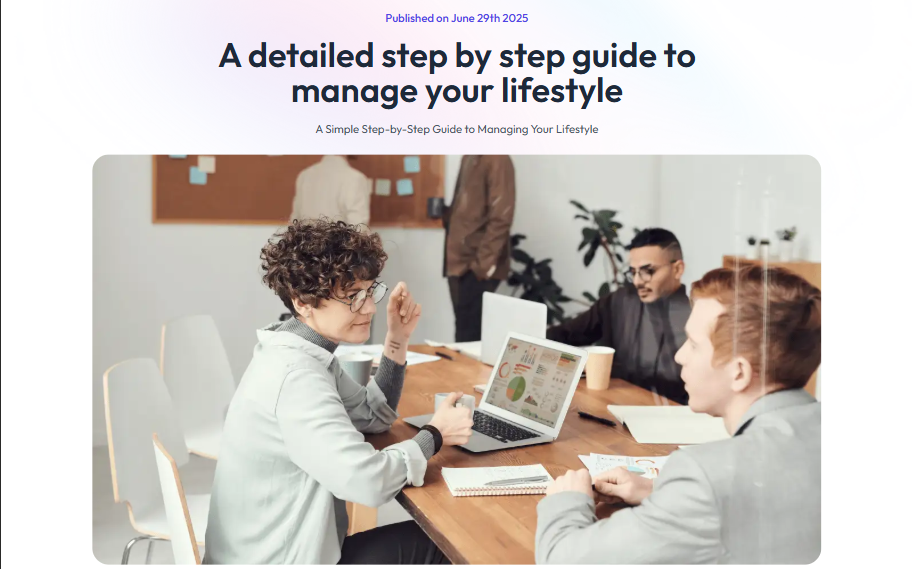 Published on June 29th 2025
A detailed step by step guide to
manage your lifestyle
A Simple Step-by-Step Guide to Managing Your Lifestyle